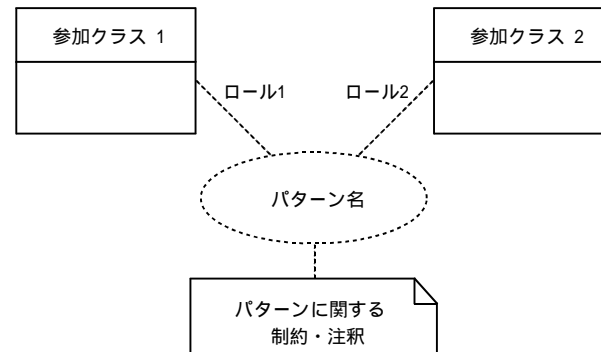 参加クラス 1
参加クラス 2
ロール1
ロール2
パターン名
パターンに関する
制約・注釈